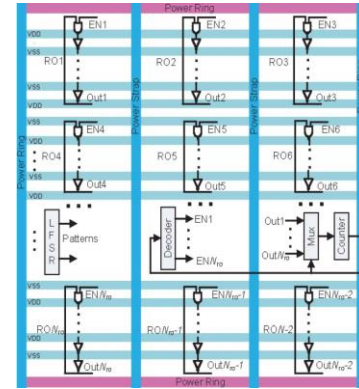 Power Ring
EN1 EN2 EN3
VSS
RO1 RO2 RO3
VDD
VSS
Out1 Out2 Out3
VDD
Power Ring
Power Strap
Power Strap
VSS
EN4 EN5 EN6
VDD
RO4 RO5 RO6
VSS
Out4 Out5 Out6
VDD
LFSR
Patterns
Decoder
EN1
EN/Nro
Out1
Out/Nro
Mux
Counter
VSS
EN/Nro EN/Nro-1 EN/Nro-2
VDD
RO/Nro RO/Nro-1 RO/N-2
VSS
Out/Nro Out/Nro-1 Out/Nro-2
Power Ring